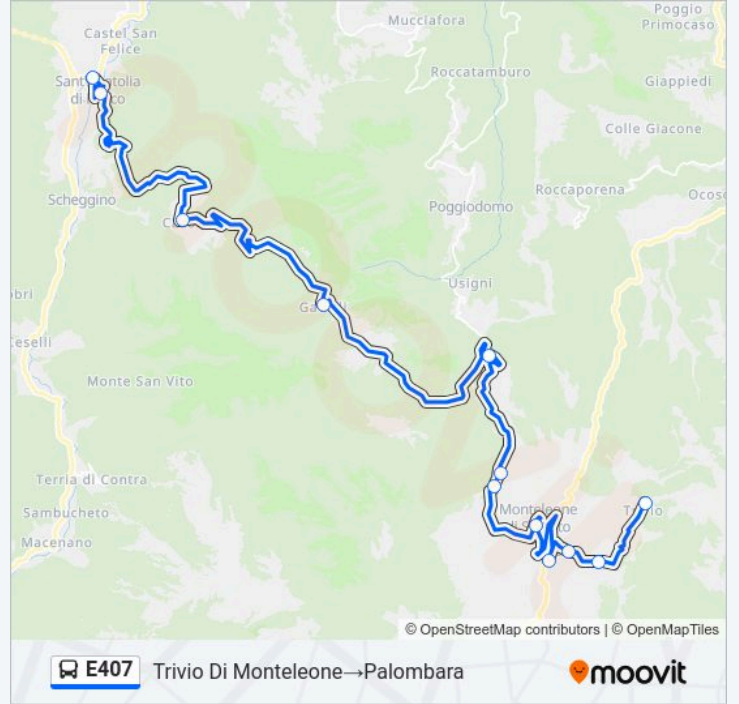 Mucciafora
Poggio
Primocaso
Castel San
Felice
Roccatamburo
Giappiedi
Colle Giacone
Roccaporena
Scheggino
Poggiodomo
Usigni
Monte San Vito
Terria di Contra
Sambucheto
Macenano
Monteleone
© OpenStreetMap contributors | © OpenMapTiles
E407 Trivio Di Monteleone→Palombara
moovit